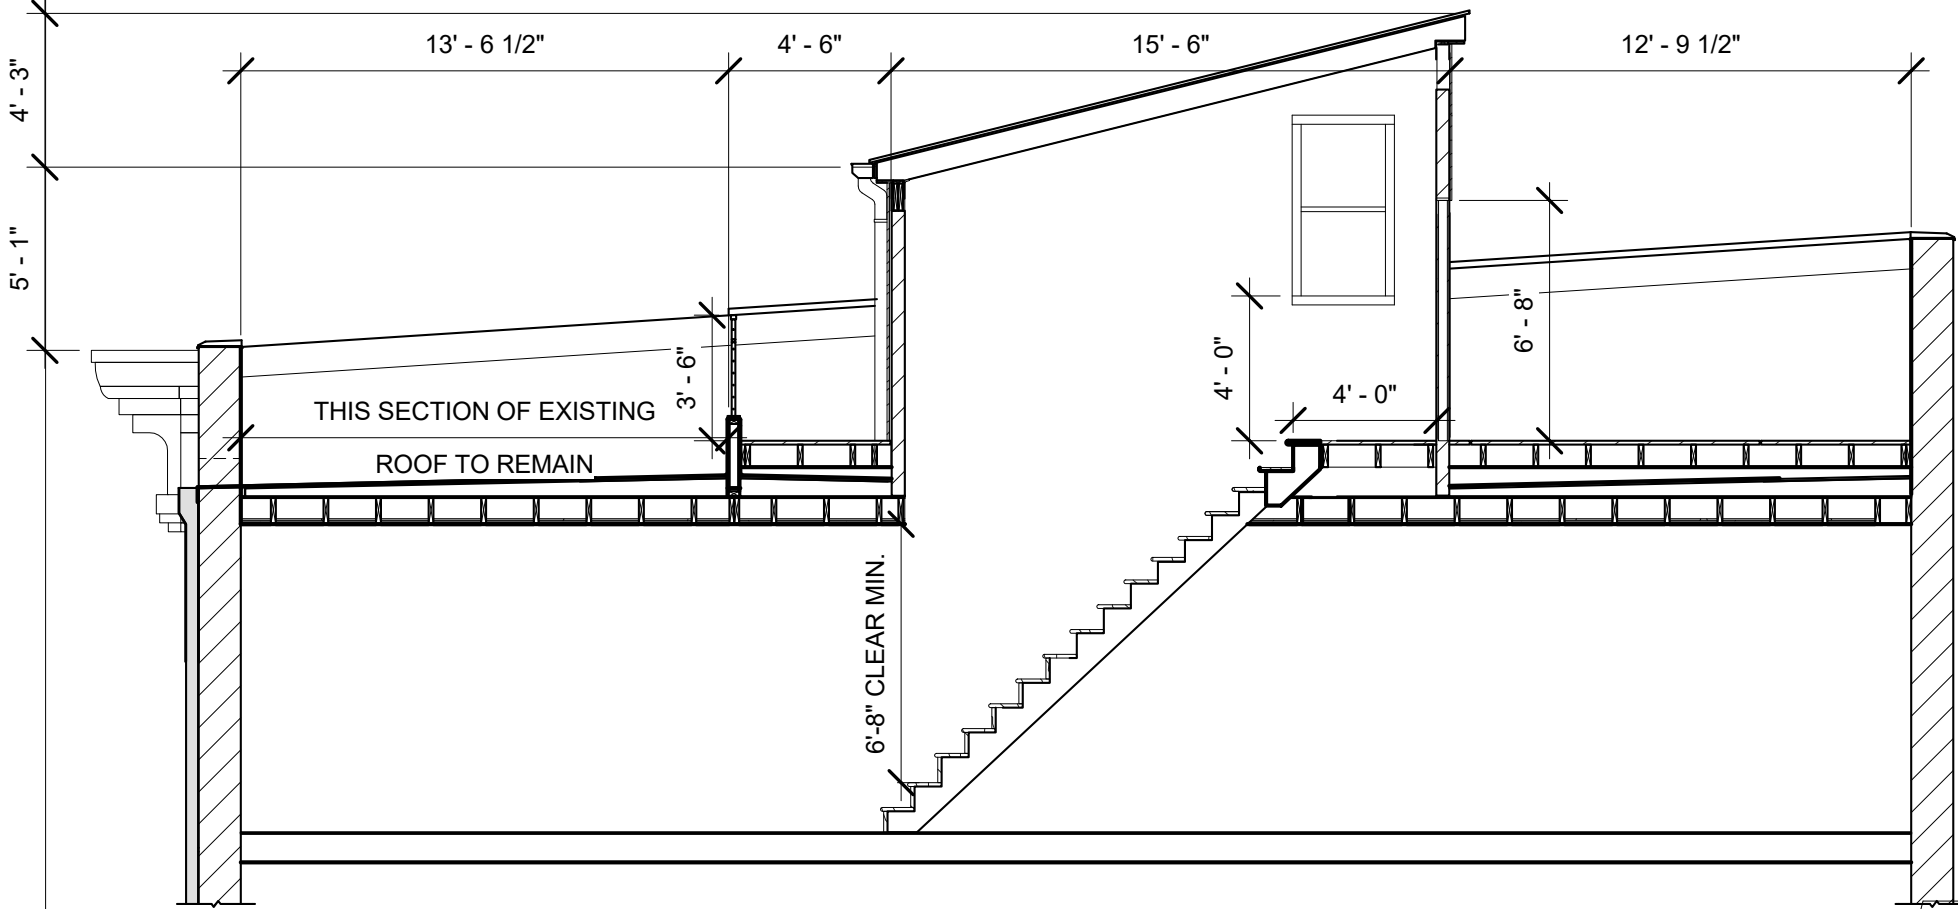 13' - 6 1/2"
4' - 6"
15' - 6"
12' - 9 1/2"
4' - 3"
5' - 1"
3' - 6"
4' - 0"
4' - 0"
6' - 8"
THIS SECTION OF EXISTING
ROOF TO REMAIN
6'-8" CLEAR MIN.